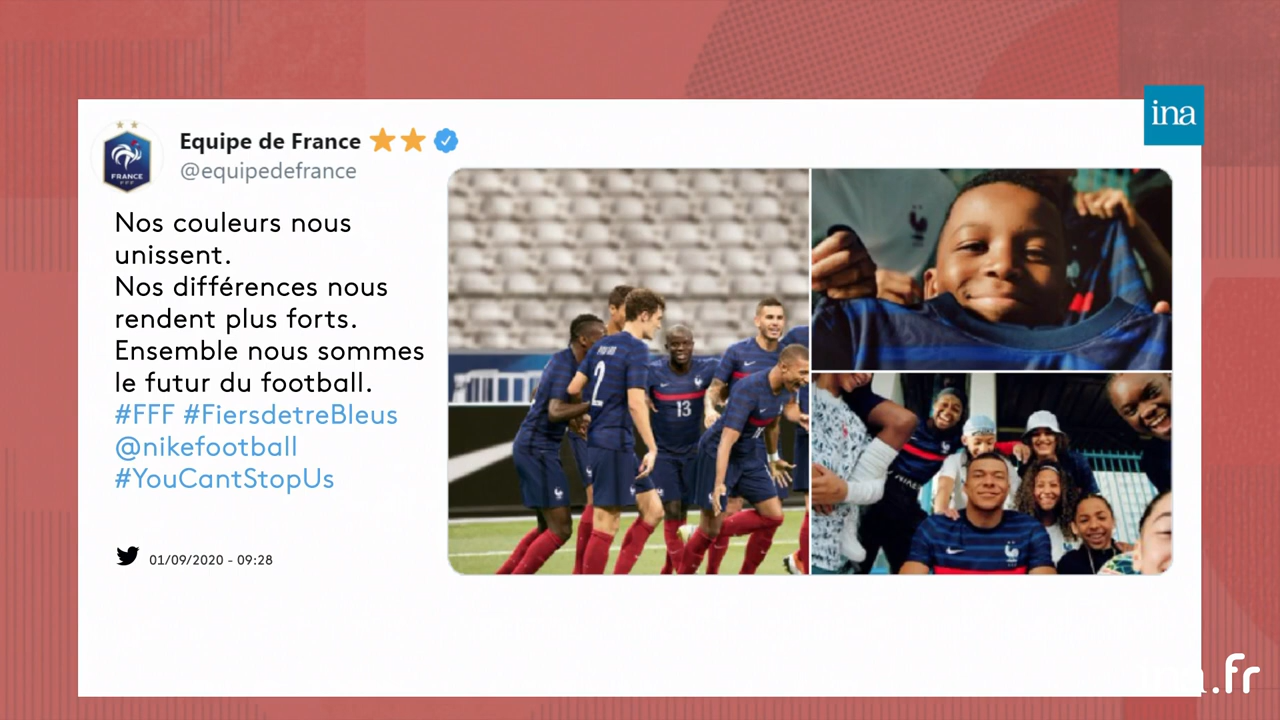 ina
Equipe de France
@equipedefrance
FRANCE
FFF
Nos couleurs nous
unissent.
Nos différences nous
rendent plus forts.
Ensemble nous sommes
le futur du football.
#FFF #FiersdetreBleus
@nikefootball
#YouCantStopUs
01/09/2020 - 09:28
2
13
.fr